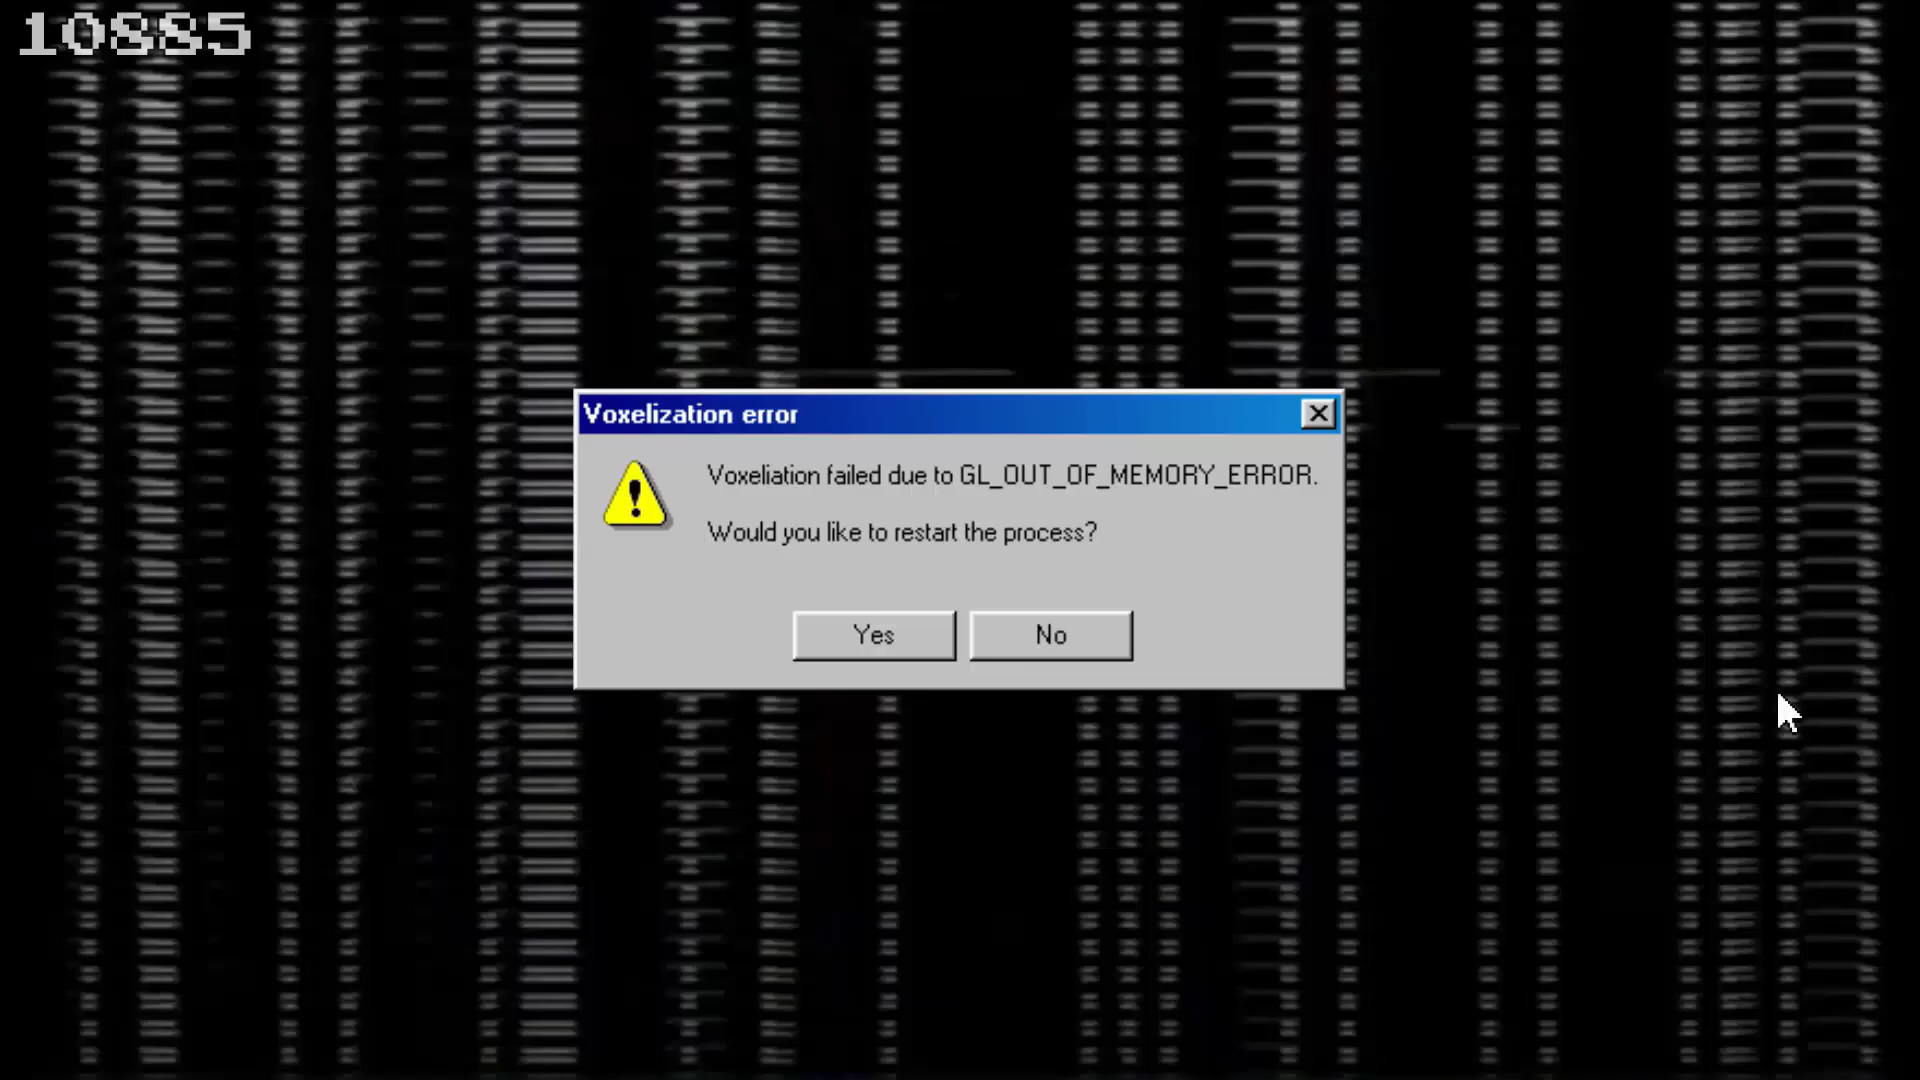 10885
Voxelization error
Voxeliation failed due to GL_OUT_OF_MEMORY_ERROR.
Would you like to restart the process?
Yes
No